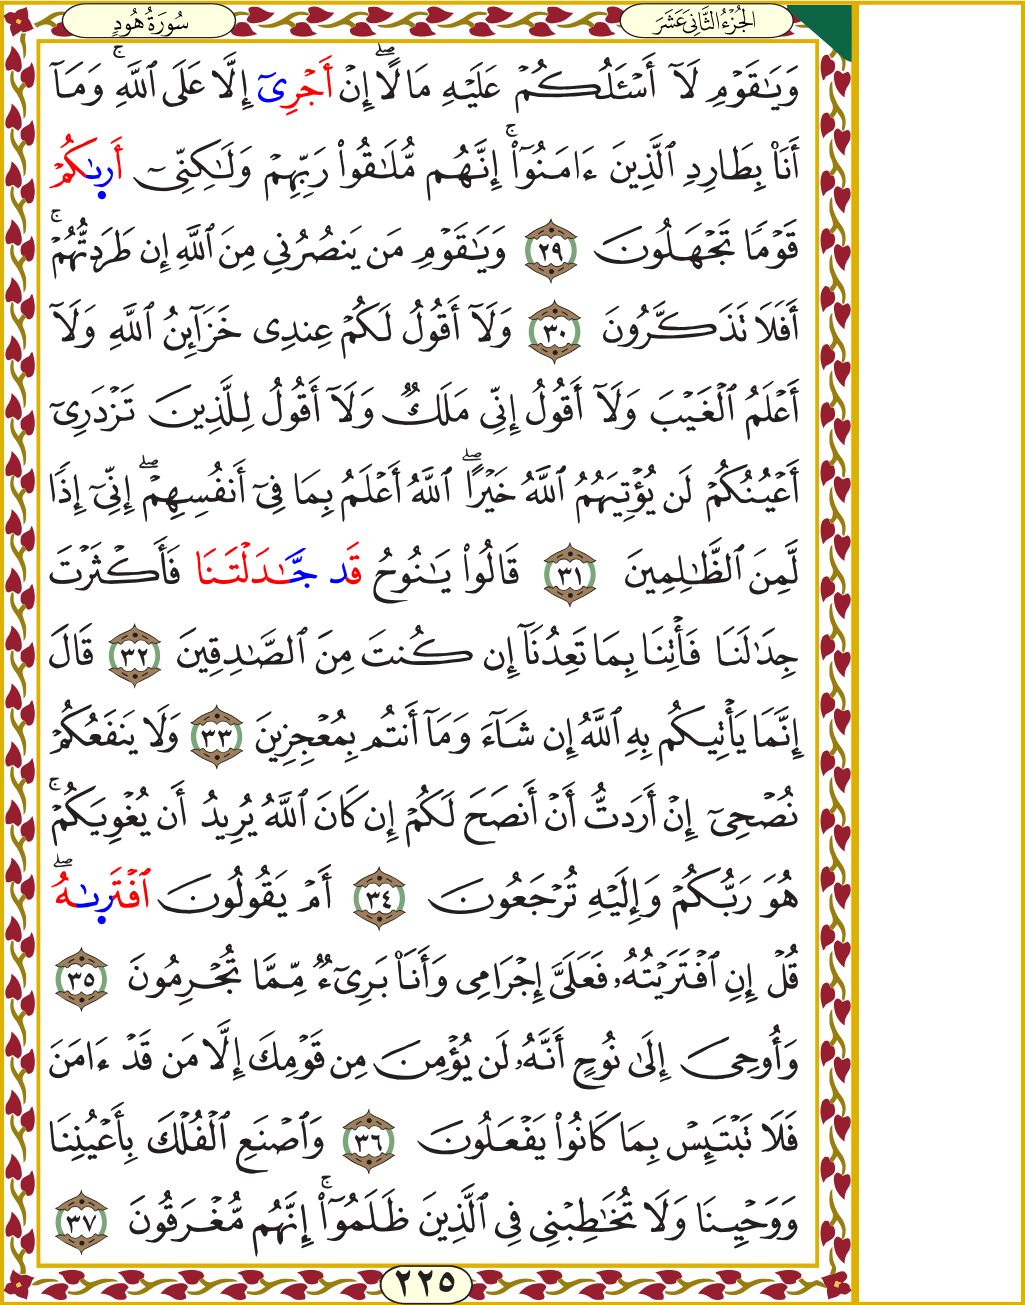 الجُزْءُ الثَّانِي عَشَرَ
سُورَةُ هُودٍ
وَيَٰقَوۡمِ لَآ أَسۡـَٔلُكُمۡ عَلَيۡهِ مَالًاۖ إِنۡ أَجۡرِيٓ إِلَّا عَلَى ٱللَّهِۚ وَمَآ
أَنَا۠ بِطَارِدِ ٱلَّذِينَ ءَامَنُوٓاْۚ إِنَّهُم مُّلَٰقُواْ رَبِّهِمۡ وَلَٰكِنِّيٓ أَرىٰكُمۡ
قَوۡمٗا تَجۡهَلُونَ ٢٩ وَيَٰقَوۡمِ مَن يَنصُرُنِي مِنَ ٱللَّهِ إِن طَرَدتُّهُمۡۚ
أَفَلَا تَذَكَّرُونَ ٣٠ وَلَآ أَقُولُ لَكُمۡ عِندِي خَزَآئِنُ ٱللَّهِ وَلَآ
أَعۡلَمُ ٱلۡغَيۡبَ وَلَآ أَقُولُ إِنِّي مَلَكٞ وَلَآ أَقُولُ لِلَّذِينَ تَزۡدَرِيٓ
أَعۡيُنُكُمۡ لَن يُؤۡتِيَهُمُ ٱللَّهُ خَيۡرًاۖ ٱللَّهُ أَعۡلَمُ بِمَا فِيٓ أَنفُسِهِمۡۖ إِنِّيٓ إِذٗا
لَّمِنَ ٱلظَّٰلِمِينَ ٣١ قَالُواْ يَٰنُوحُ قَد جَّٰدَلۡتَنَا فَأَكۡثَرۡتَ
جِدَٰلَنَا فَأۡتِنَا بِمَا تَعِدُنَآ إِن كُنتَ مِنَ ٱلصَّٰدِقِينَ ٣٢ قَالَ
إِنَّمَا يَأۡتِيكُم بِهِ ٱللَّهُ إِن شَآءَ وَمَآ أَنتُم بِمُعۡجِزِينَ ٣٣ وَلَا يَنفَعُكُمۡ
نُصۡحِيٓ إِنۡ أَرَدتُّ أَنۡ أَنصَحَ لَكُمۡ إِن كَانَ ٱللَّهُ يُرِيدُ أَن يُغۡوِيَكُمۡۚ
هُوَ رَبُّكُمۡ وَإِلَيۡهِ تُرۡجَعُونَ ٣٤ أَمۡ يَقُولُونَ ٱفۡتَرىٰهُۖ
قُلۡ إِنِ ٱفۡتَرَيۡتُهُۥ فَعَلَيَّ إِجۡرَامِي وَأَنَا۠ بَرِيٓءٞ مِّمَّا تُجۡرِمُونَ ٣٥
وَأُوحِيَ إِلَىٰ نُوحٍ أَنَّهُۥ لَن يُؤۡمِنَ مِن قَوۡمِكَ إِلَّا مَن قَدۡ ءَامَنَ
فَلَا تَبۡتَئِسۡ بِمَا كَانُواْ يَفۡعَلُونَ ٣٦ وَٱصۡنَعِ ٱلۡفُلۡكَ بِأَعۡيُنِنَا
وَوَحۡيِنَا وَلَا تُخَٰطِبۡنِي فِي ٱلَّذِينَ ظَلَمُوٓاْۚ إِنَّهُم مُّغۡرَقُونَ ٣٧
٢٢٥